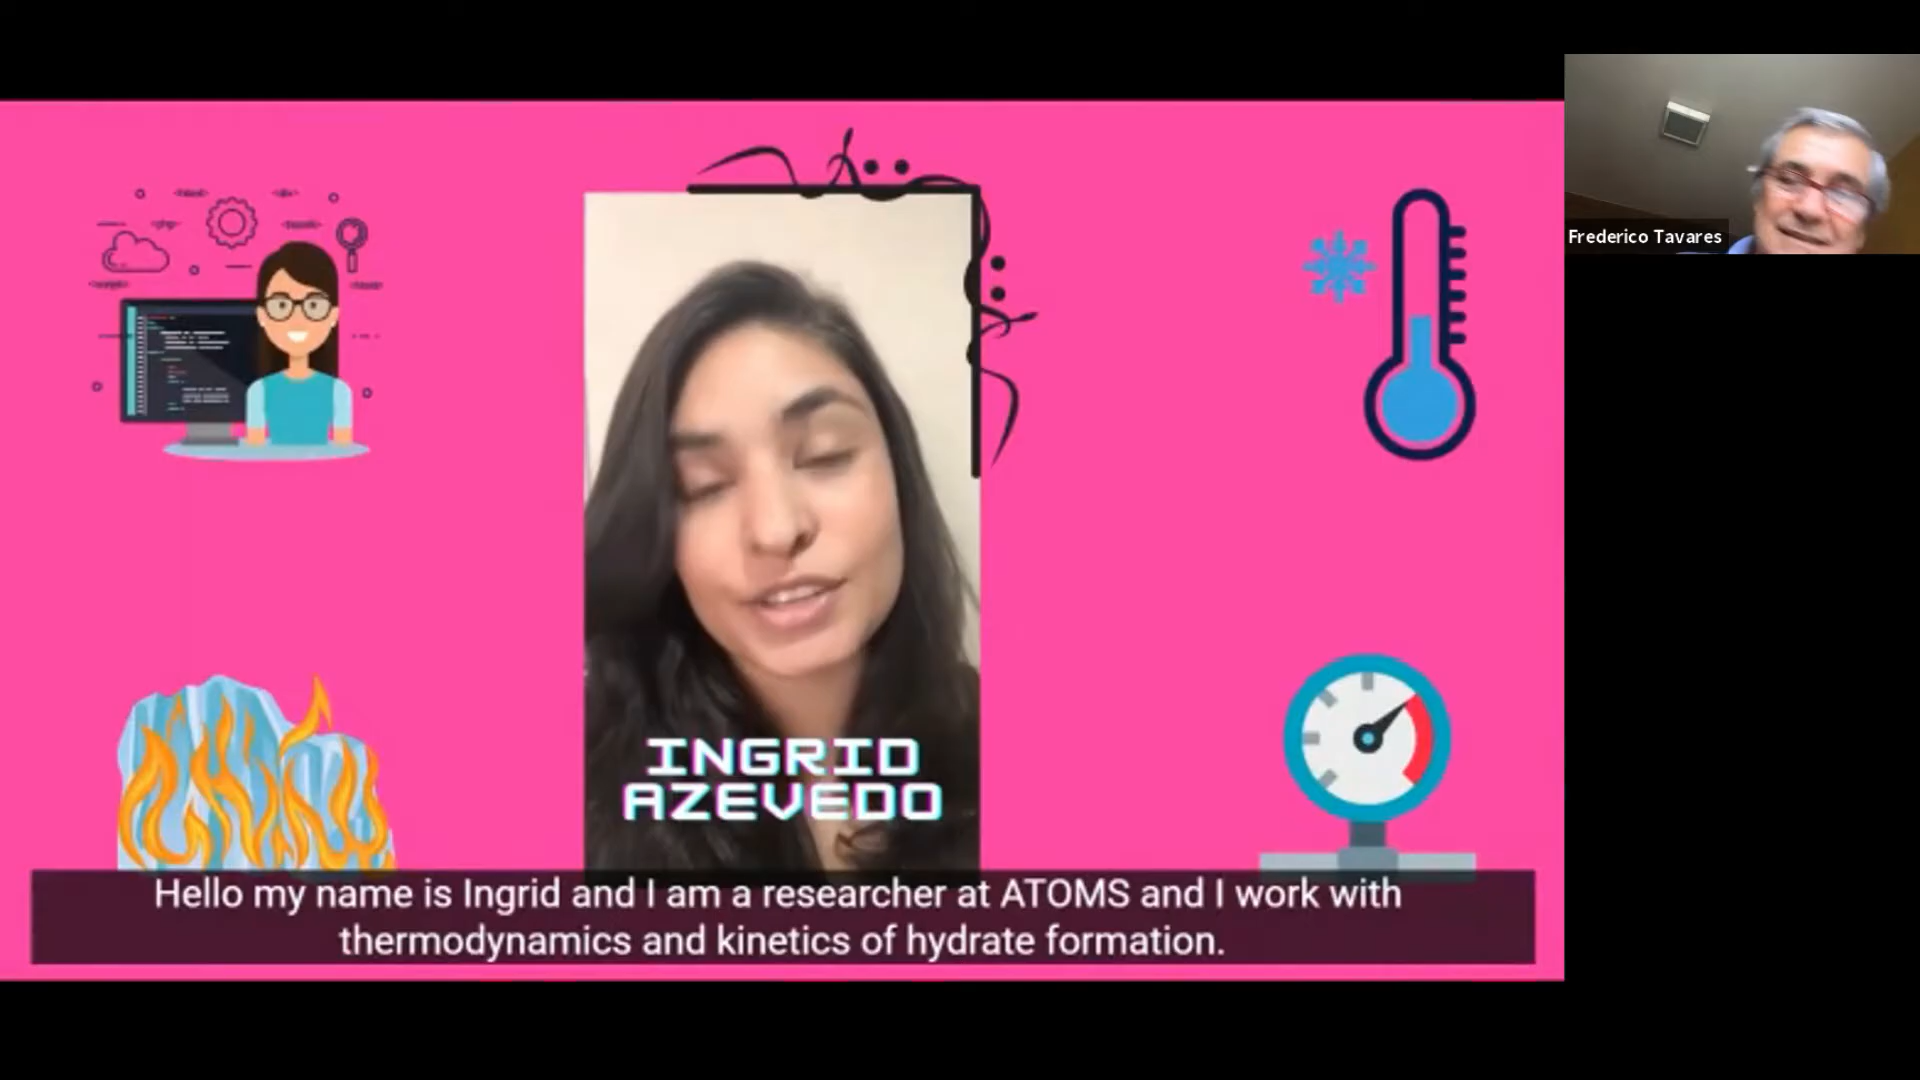 Frederico Tavares
INGRID
AZEVEDO
Hello my name is Ingrid and I am a researcher at ATOMS and I work with
thermodynamics and kinetics of hydrate formation.